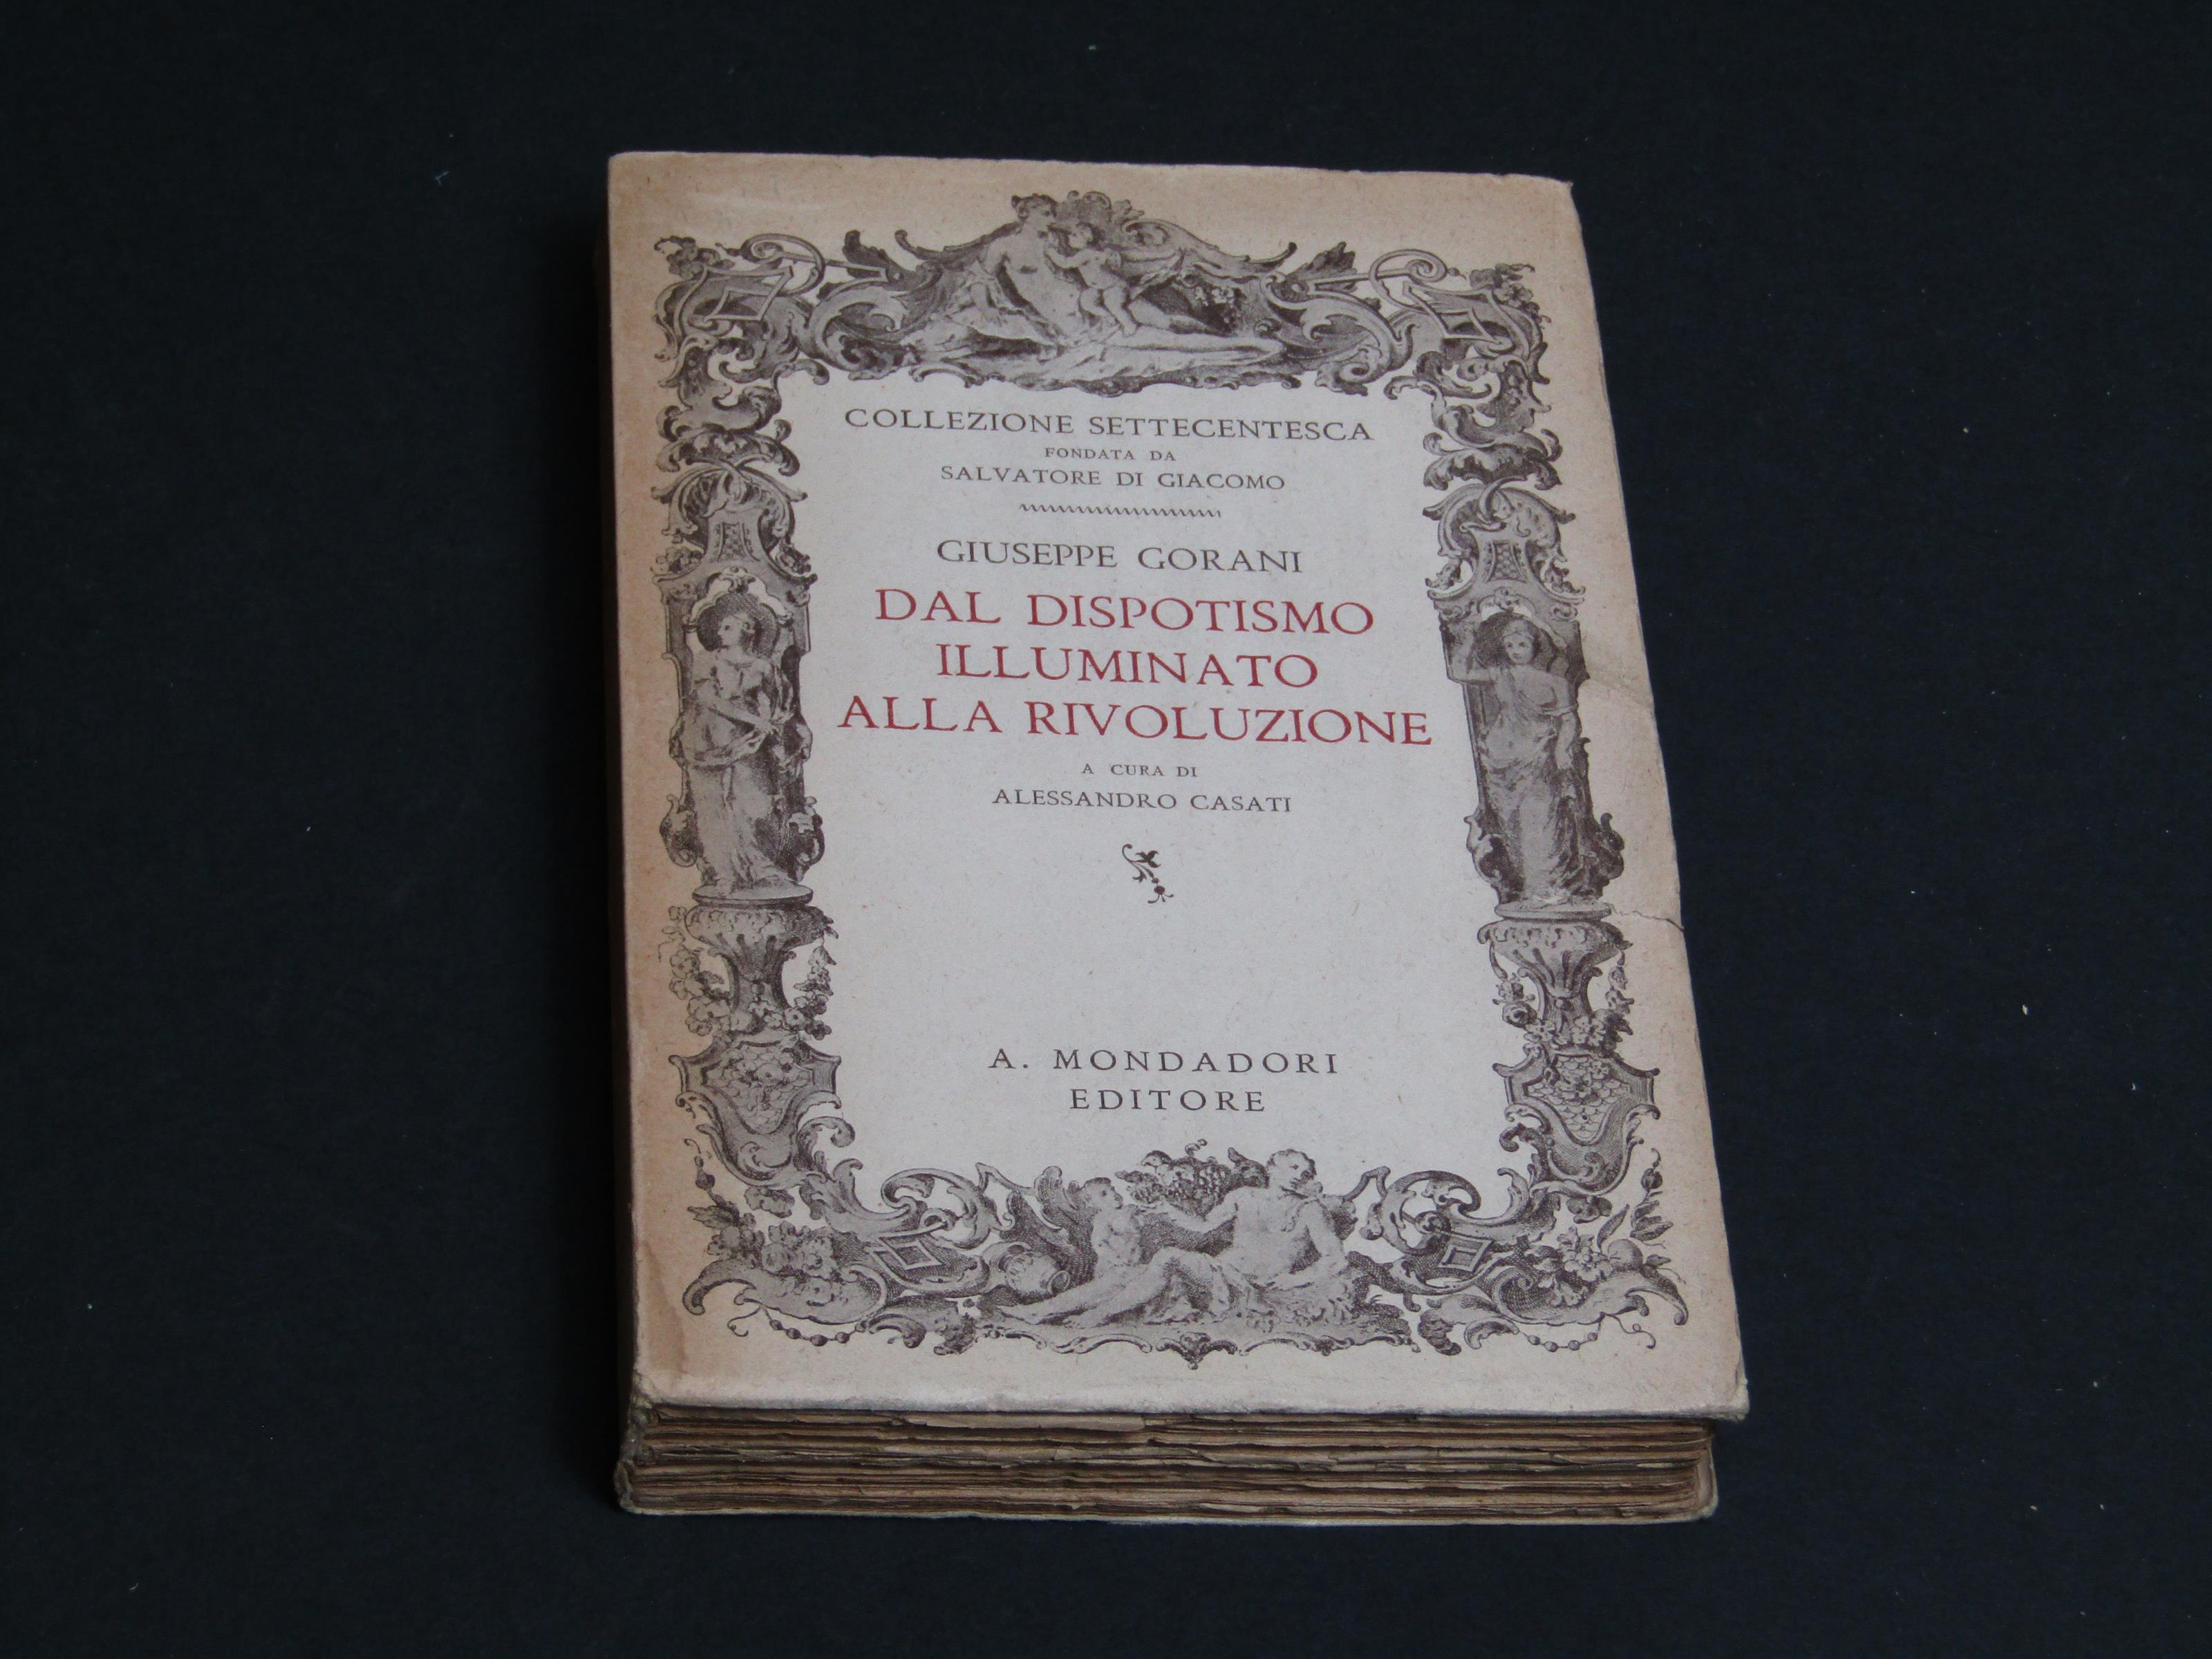 COLLEZIONE SETTECENTESCA
FONDATA DA
SALVATORE DI GIACOMO
GIUSEPPE GORANI
DAL DISPOTISMO
ILLUMINATO
ALLA RIVOLUZIONE
A CURA DI
ALESSANDRO CASATI
A. MONDADORI
EDITORE